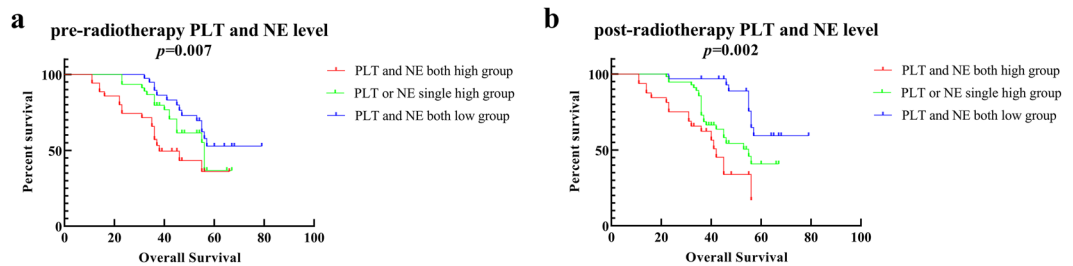 a
pre-radiotherapy PLT and NE level
p=0.007
Percent survival
100
50
0
0 20 40 60 80 100
Overall Survival
PLT and NE both high group
PLT or NE single high group
PLT and NE both low group
b
post-radiotherapy PLT and NE level
p=0.002
Percent survival
100
50
0
0 20 40 60 80 100
Overall Survival
PLT and NE both high group
PLT or NE single high group
PLT and NE both low group